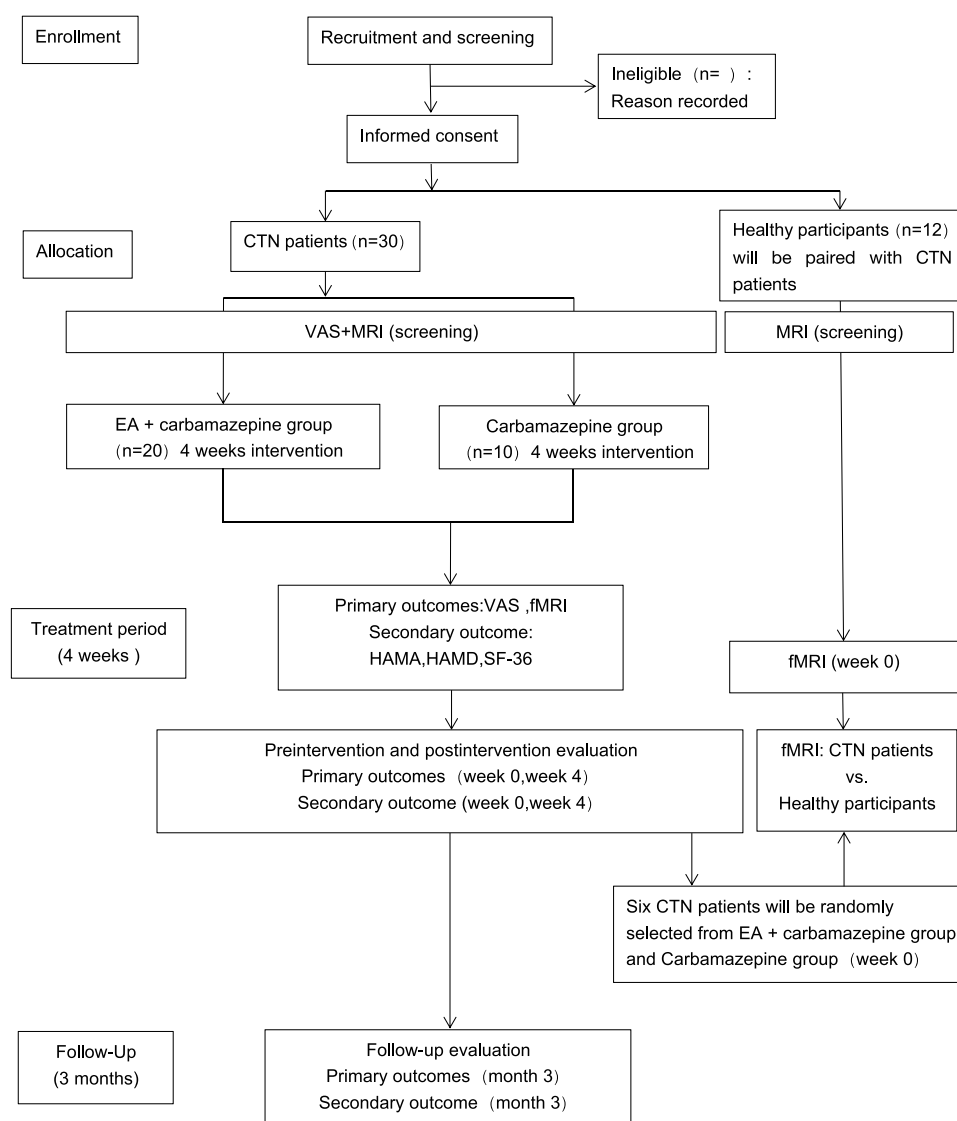 Enrollment
Recruitment and screening
Ineligible（n= ）:
Reason recorded
Informed consent
Allocation
CTN patients（n=30）
Healthy participants（n=12）
will be paired with CTN
patients
VAS+MRI (screening)
MRI (screening)
EA + carbamazepine group
（n=20）4 weeks intervention
Carbamazepine group
（n=10）4 weeks intervention
Treatment period
(4 weeks )
Primary outcomes:VAS ,fMRI
Secondary outcome:
HAMA,HAMD,SF-36
fMRI (week 0)
Preintervention and postintervention evaluation
Primary outcomes（week 0,week 4）
Secondary outcome (week 0,week 4）
fMRI: CTN patients
vs.
Healthy participants
Six CTN patients will be randomly
selected from EA + carbamazepine group
and Carbamazepine group（week 0）
Follow-Up
(3 months)
Follow-up evaluation
Primary outcomes（month 3）
Secondary outcome（month 3）